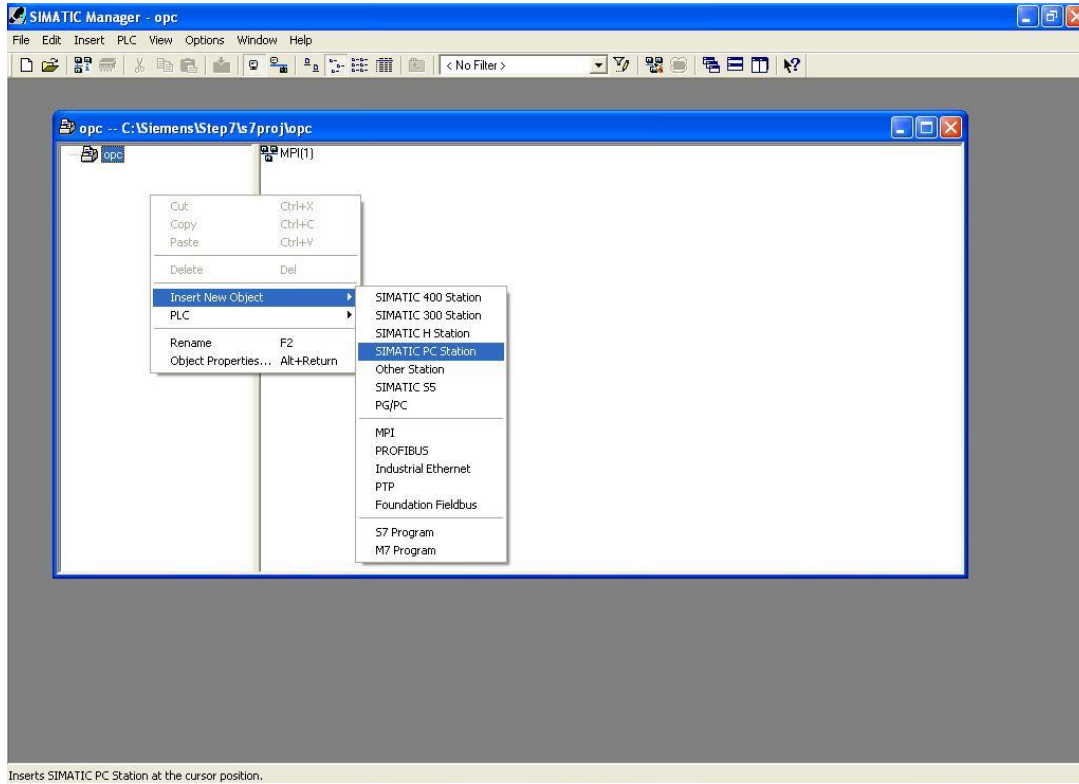 SIMATIC Manager - opc
File Edit Insert PLC View Options Window Help
< No Filter >
opc -- C:\Siemens\Step7\s7proj\opc
opc
MPI(1)
Cut Ctrl+X
Copy Ctrl+C
Paste Ctrl+V
Delete Del
Insert New Object
PLC
Rename F2
Object Properties... Alt+Return
SIMATIC 400 Station
SIMATIC 300 Station
SIMATIC H Station
SIMATIC PC Station
Other Station
SIMATIC S5
PG/PC
MPI
PROFIBUS
Industrial Ethernet
PTP
Foundation Fieldbus
S7 Program
M7 Program
Inserts SIMATIC PC Station at the cursor position.